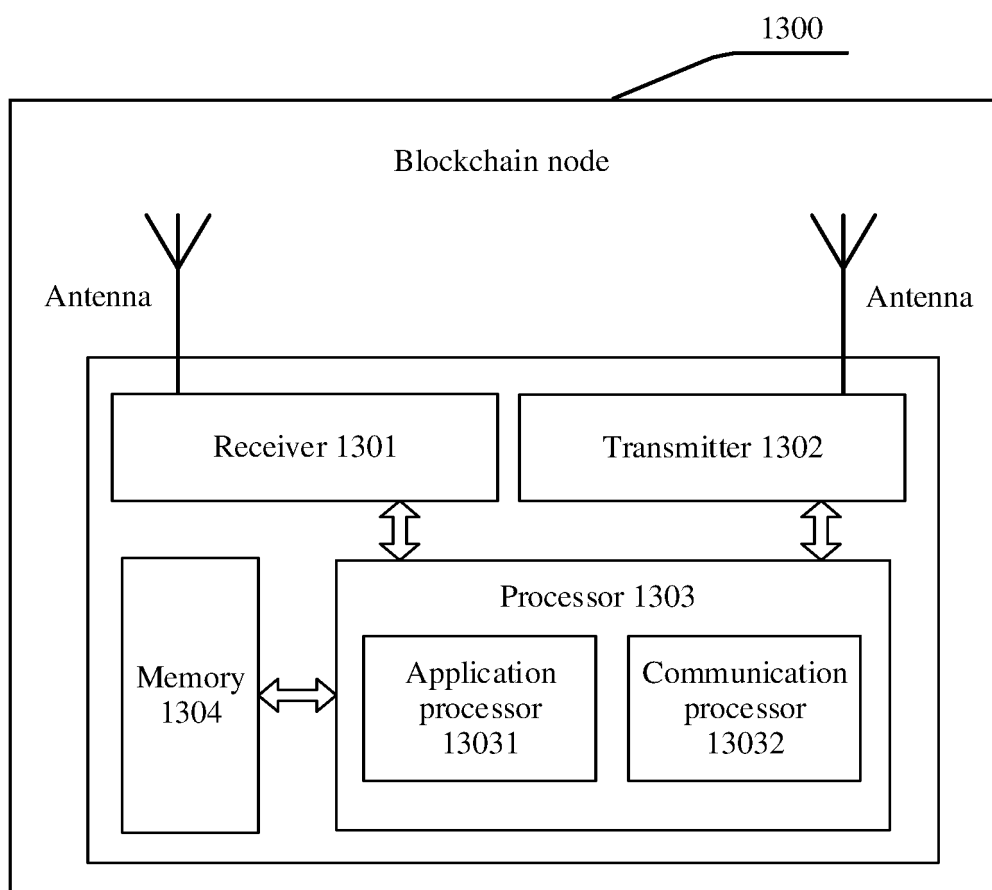 1300
Blockchain node
Antenna
Antenna
Receiver 1301
Transmitter 1302
Processor 1303
Memory
1304
Application
processor
13031
Communication
processor
13032